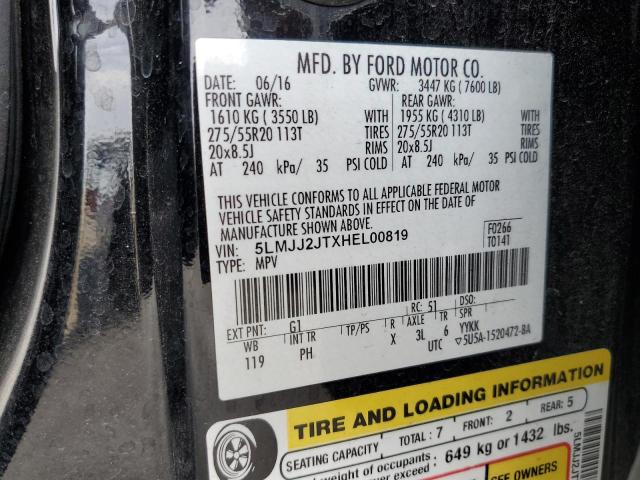 MFD. BY FORD MOTOR CO.
DATE: 06/16 GVWR: 3447 KG ( 7600 LB)
FRONT GAWR: REAR GAWR:
1610 KG ( 3550 LB) WITH 1955 KG ( 4310 LB) WITH
275/55R20 113T TIRES 275/55R20 113T TIRES
20x8.5J RIMS 20x8.5J RIMS
AT 240 kPa/ 35 PSI COLD AT 240 kPa/ 35 PSI COLD
THIS VEHICLE CONFORMS TO ALL APPLICABLE FEDERAL MOTOR
VEHICLE SAFETY STANDARDS IN EFFECT ON THE DATE OF
MANUFACTURE SHOWN ABOVE.
VIN: 5LMJJ2JTXHEL00819 F0266
TYPE: MPV T0141
EXT PNT: G1 RC: 51 DSO:
WB INT TR TP/PS R AXLE TR SPR
119 PH X 3L 6 YYKK
UTC ▽5U5A-1520472-BA
TIRE AND LOADING INFORMATION
SEATING CAPACITY TOTAL: 7 FRONT: 2 REAR: 5
weight of occupants
exceed: 649 kg or 1432 lbs.
SEE OWNERS
5LMJJ2JT